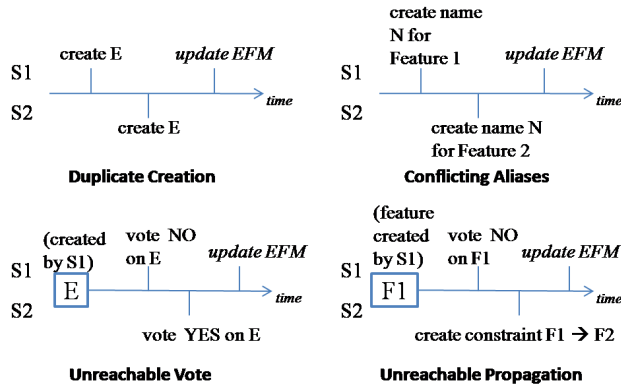 create E
update EFM
S1
S2
time
create E
Duplicate Creation
create name
N for
Feature 1
update EFM
S1
S2
time
create name N
for Feature 2
Conflicting Aliases
(created
by S1)
vote NO
on E
update EFM
S1
E
S2
time
vote YES on E
Unreachable Vote
(feature
created
by S1)
vote NO
on F1
update EFM
S1
F1
S2
time
create constraint F1 → F2
Unreachable Propagation